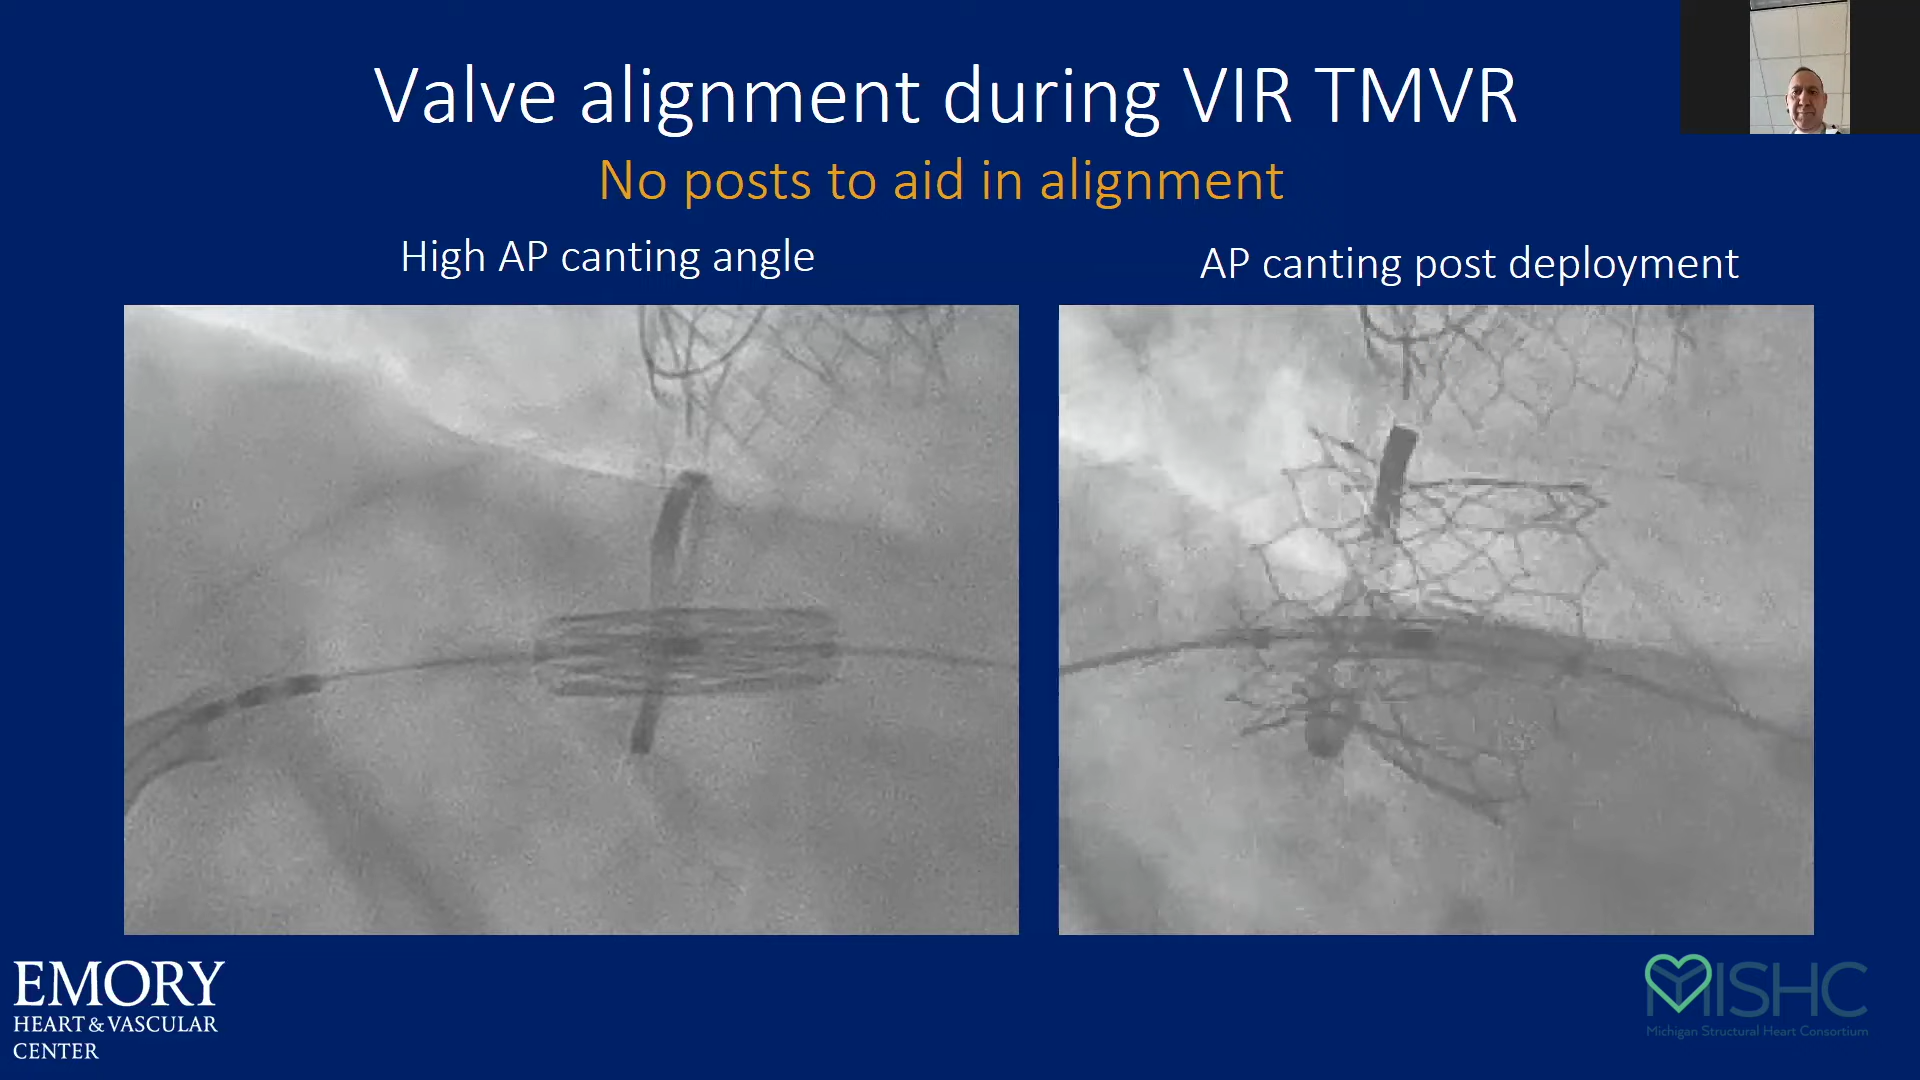 Valve alignment during VIR TMVR
No posts to aid in alignment
High AP canting angle
AP canting post deployment
EMORY
HEART & VASCULAR
CENTER
MISHC
Michigan Structural Heart Consortium